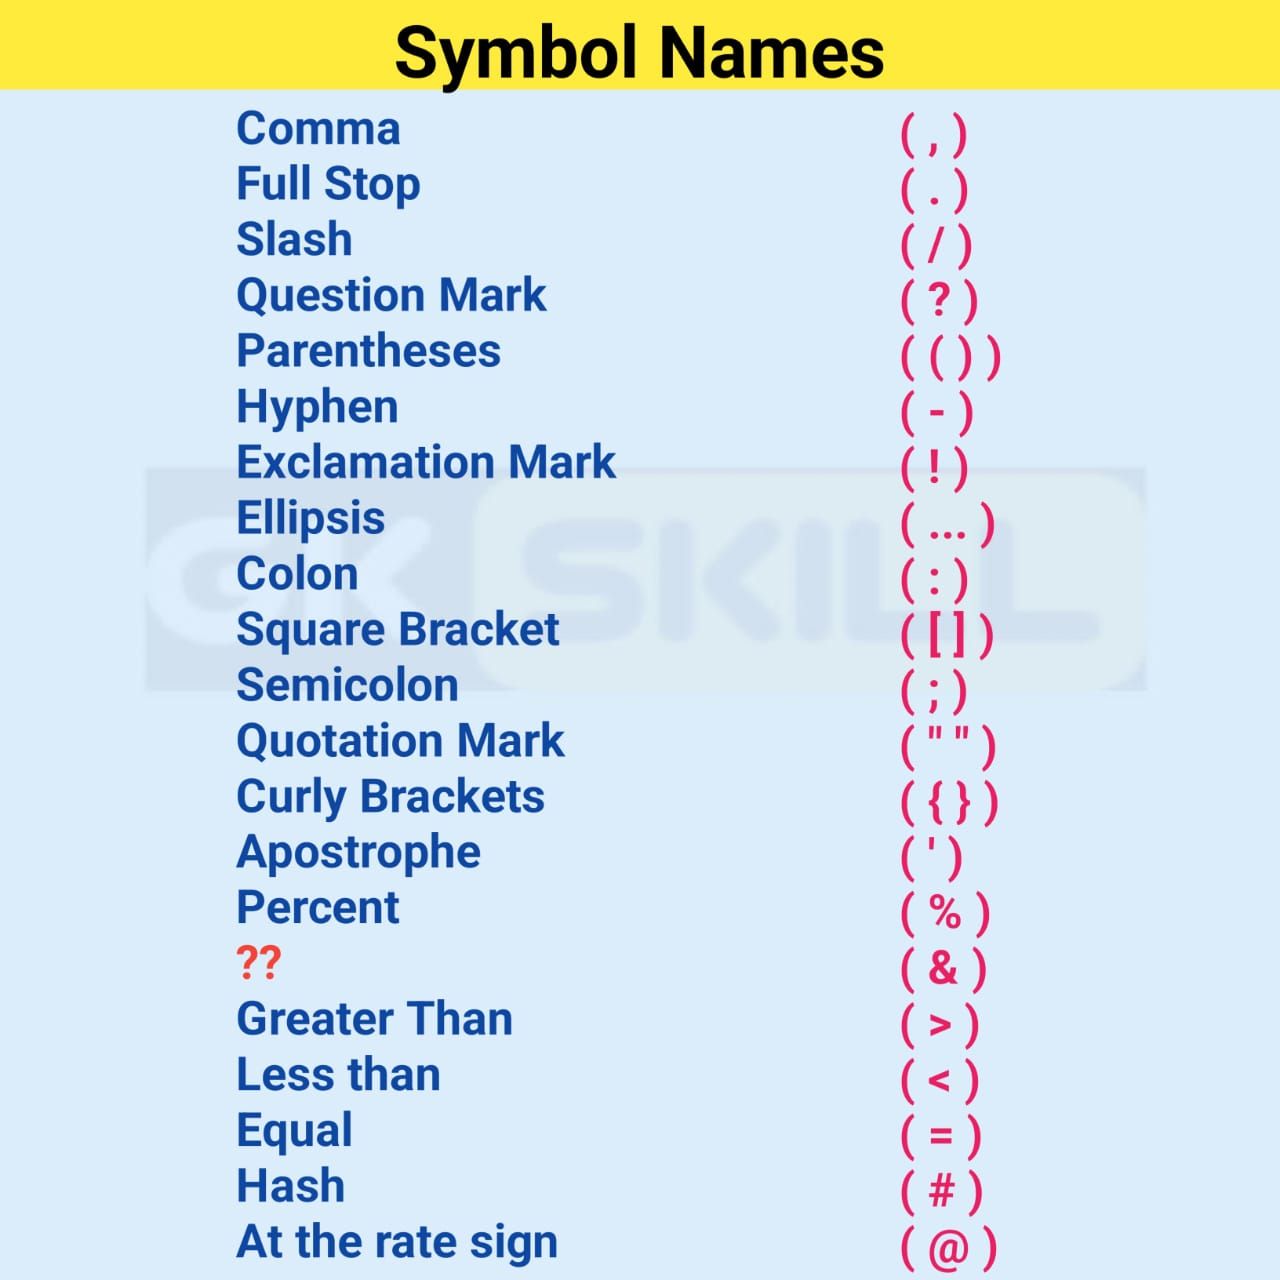 Symbol Names
Comma ( , )
Full Stop ( . )
Slash ( / )
Question Mark ( ? )
Parentheses ( ( ) )
Hyphen ( - )
Exclamation Mark ( ! )
Ellipsis ( ... )
Colon ( : )
Square Bracket ( [ ] )
Semicolon ( ; )
Quotation Mark ( " " )
Curly Brackets ( { } )
Apostrophe ( ' )
Percent ( % )
?? ( & )
Greater Than ( > )
Less than ( < )
Equal ( = )
Hash ( # )
At the rate sign ( @ )
GK SKILL